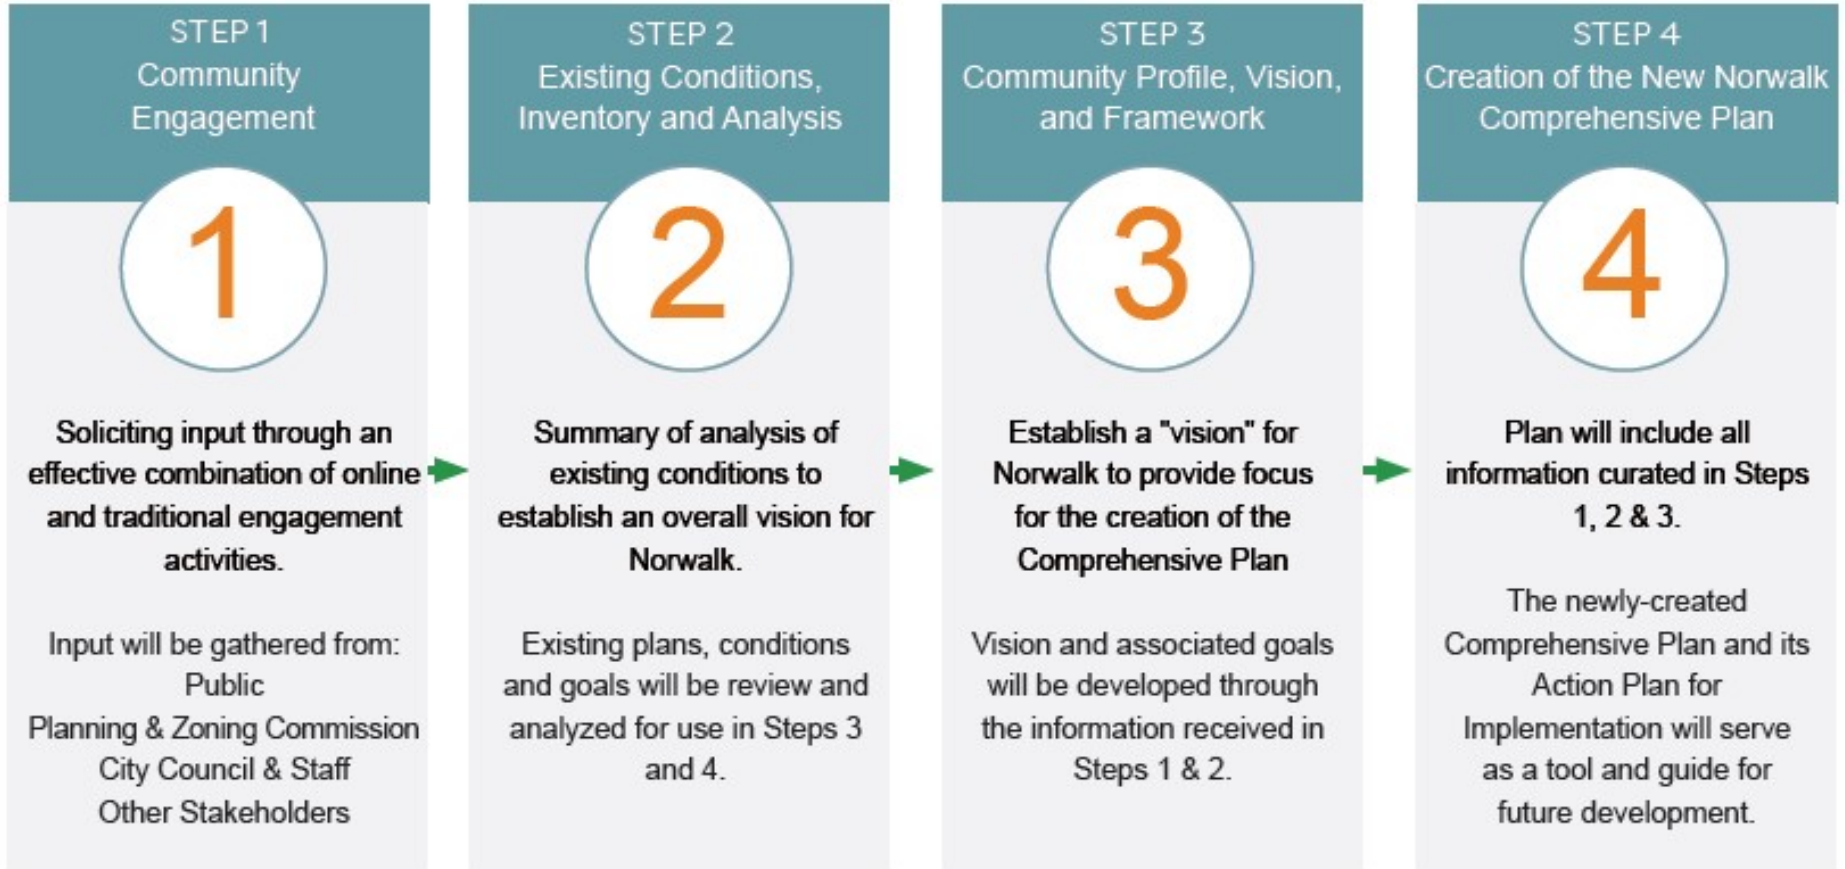 STEP 1
Community
Engagement
1
Soliciting input through an
effective combination of online
and traditional engagement
activities.
Input will be gathered from:
Public
Planning & Zoning Commission
City Council & Staff
Other Stakeholders
STEP 2
Existing Conditions,
Inventory and Analysis
2
Summary of analysis of
existing conditions to
establish an overall vision for
Norwalk.
Existing plans, conditions
and goals will be review and
analyzed for use in Steps 3
and 4.
STEP 3
Community Profile, Vision,
and Framework
3
Establish a "vision" for
Norwalk to provide focus
for the creation of the
Comprehensive Plan
Vision and associated goals
will be developed through
the information received in
Steps 1 & 2.
STEP 4
Creation of the New Norwalk
Comprehensive Plan
4
Plan will include all
information curated in Steps
1, 2 & 3.
The newly-created
Comprehensive Plan and its
Action Plan for
Implementation will serve
as a tool and guide for
future development.